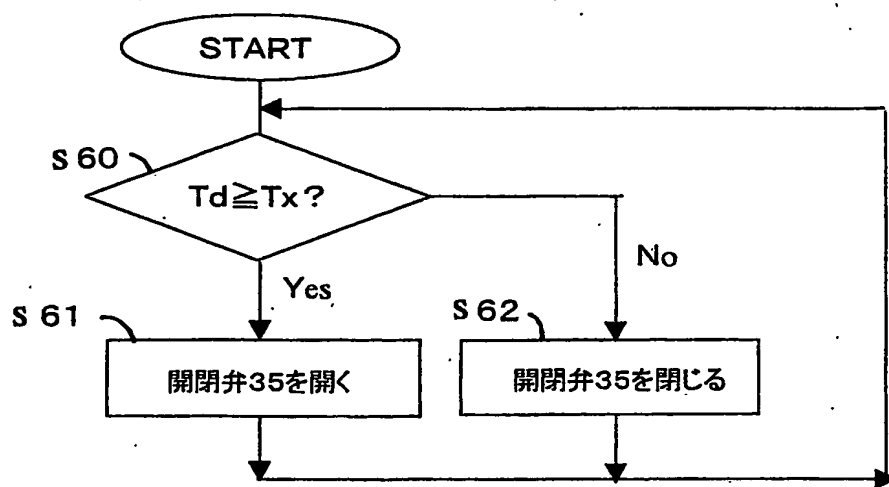 START
S 60
Td≧Tx?
No
Yes
S 61
S 62
開閉弁35を開く
開閉弁35を閉じる